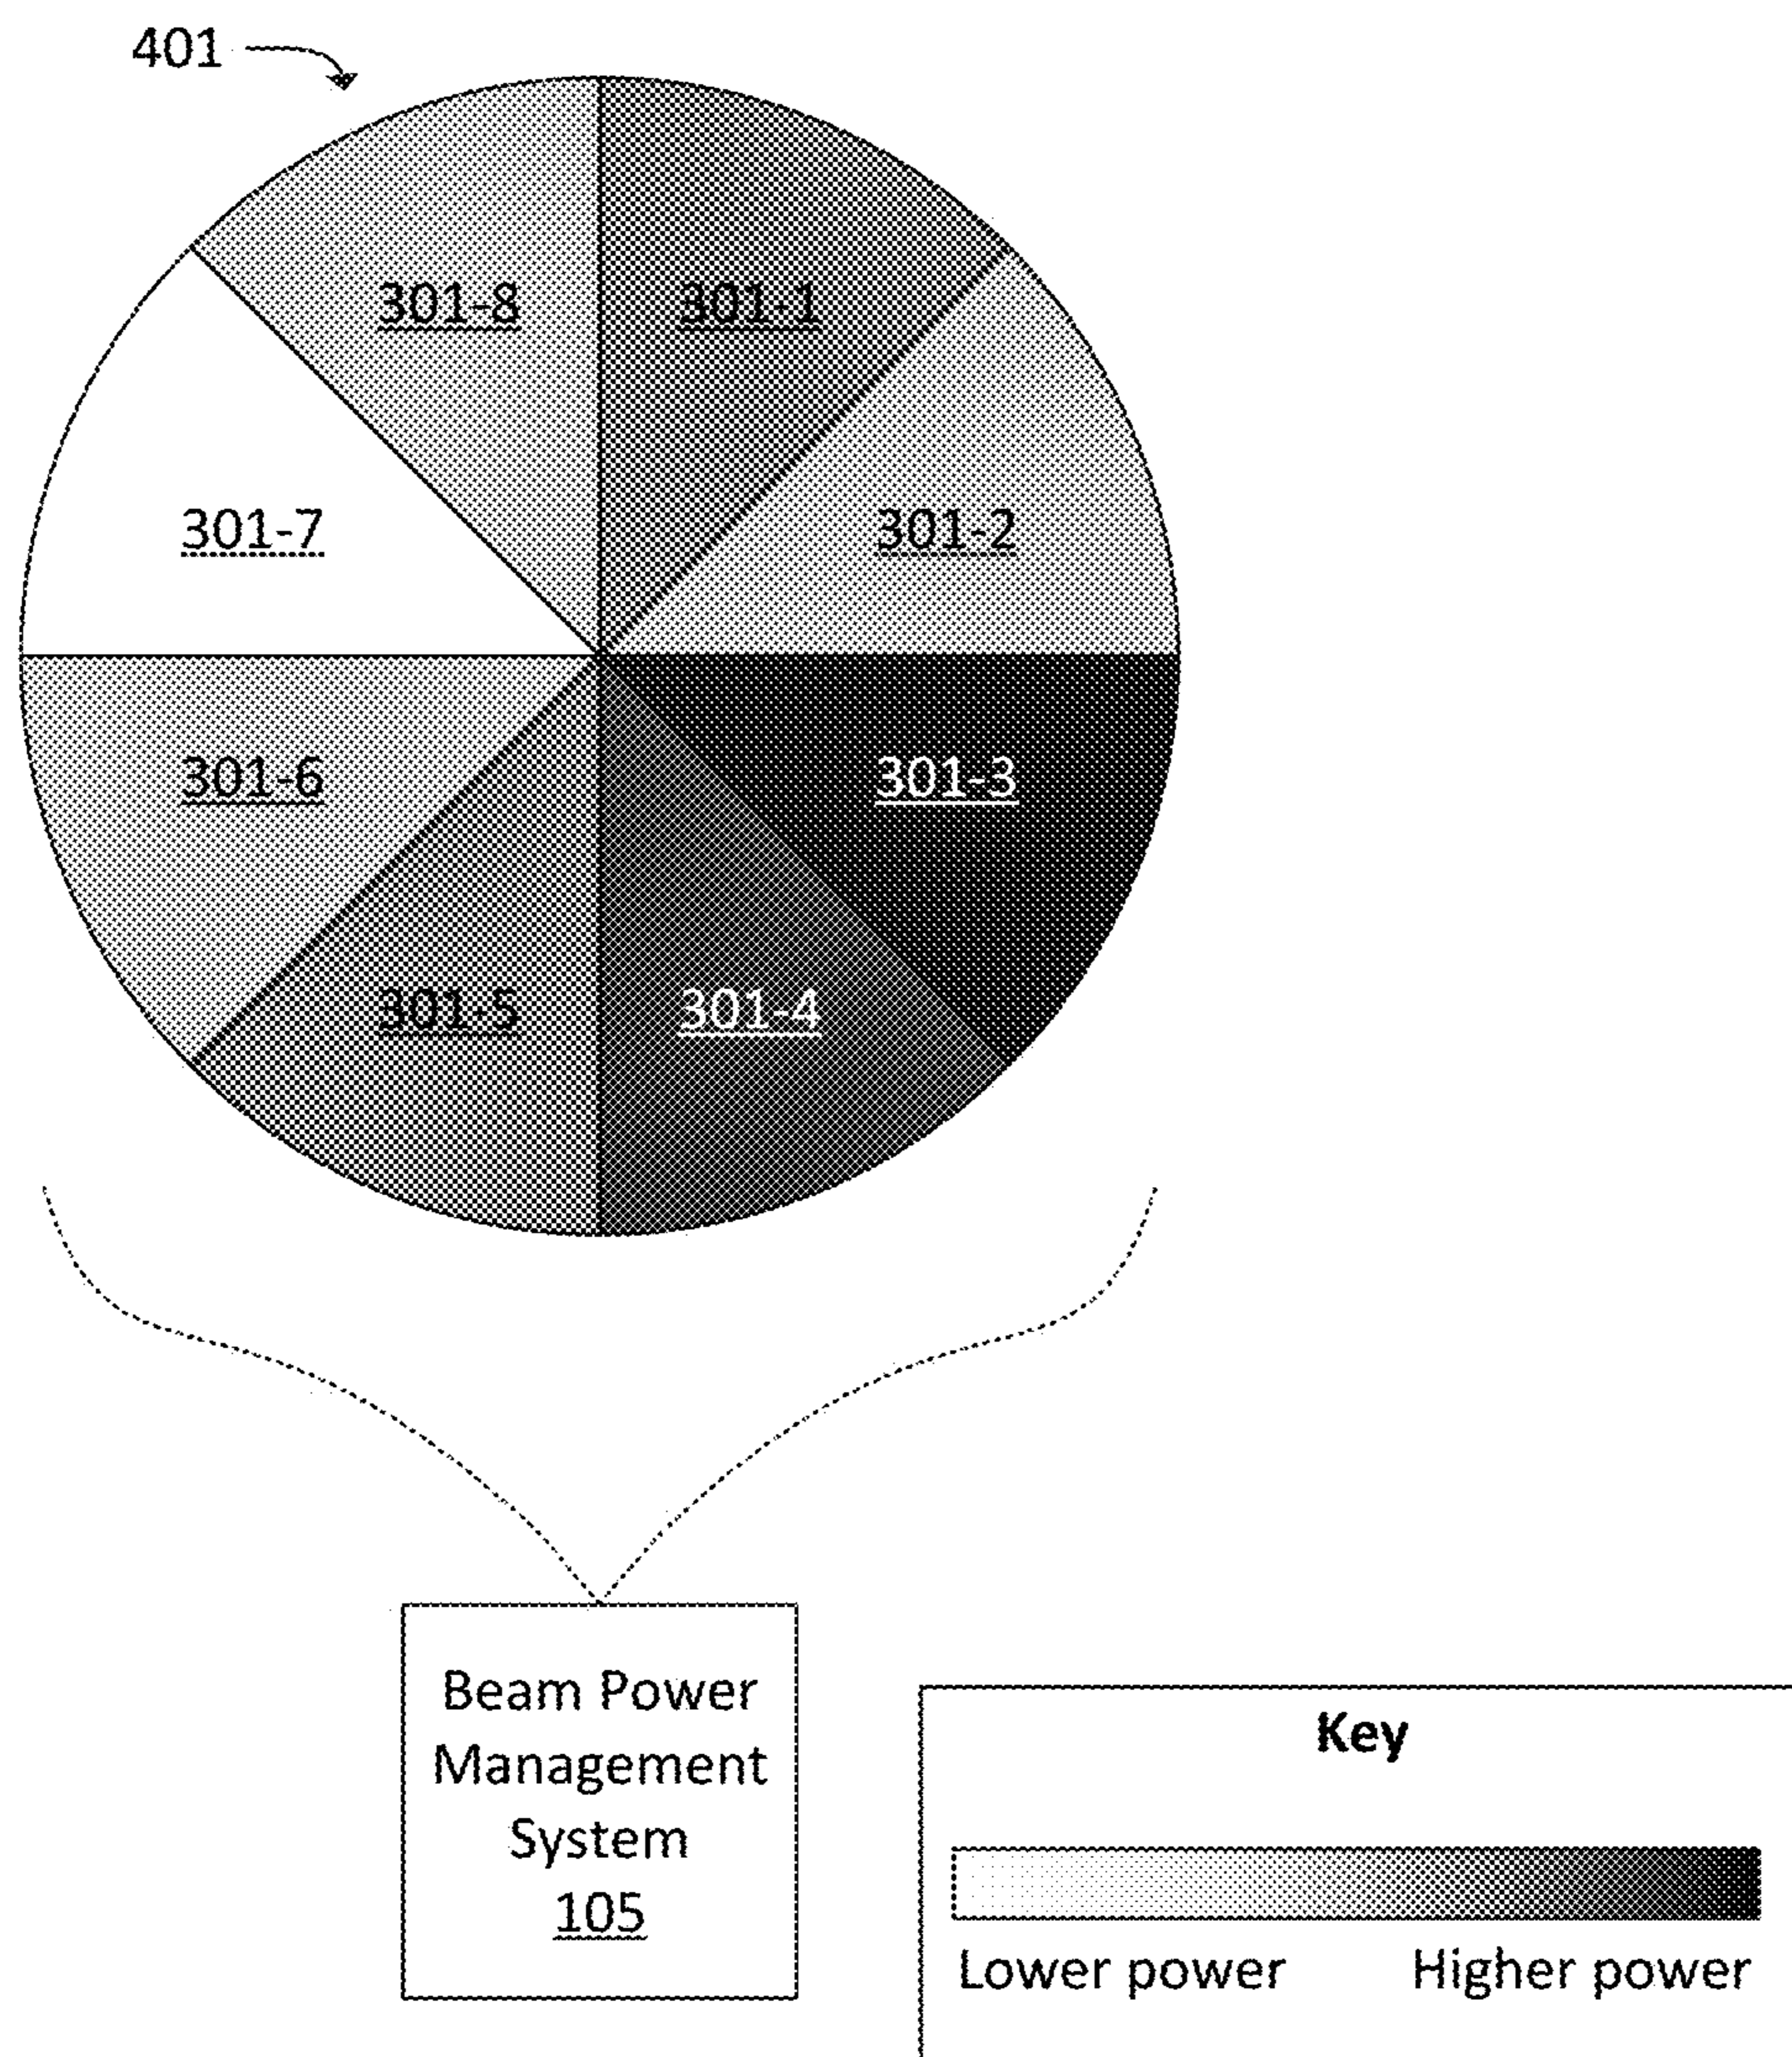 401
301-8
301-1
301-7
301-2
301-6
301-3
301-5
301-4
Beam Power
Management
System
105
Key
Lower power
Higher power